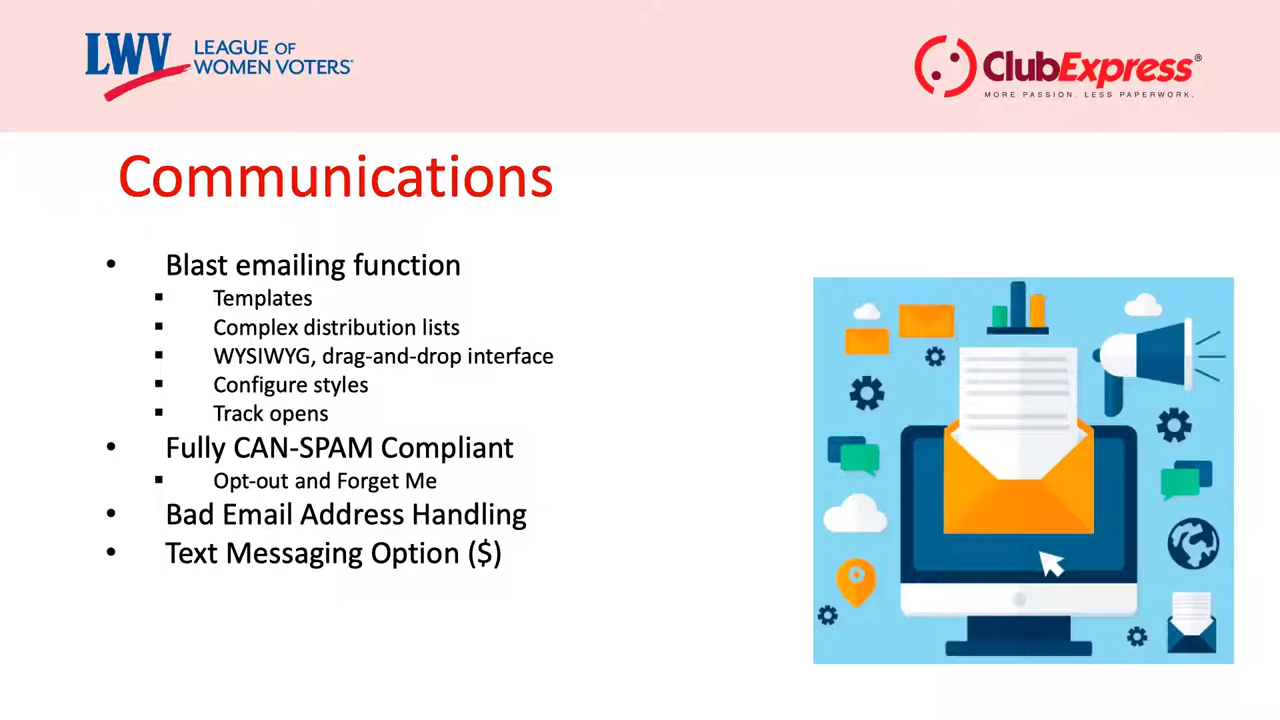 LWV LEAGUE OF
WOMEN VOTERS®
ClubExpress®
MORE PASSION. LESS PAPERWORK.
Communications
• Blast emailing function
▪ Templates
▪ Complex distribution lists
▪ WYSIWYG, drag-and-drop interface
▪ Configure styles
▪ Track opens
• Fully CAN-SPAM Compliant
▪ Opt-out and Forget Me
• Bad Email Address Handling
• Text Messaging Option ($)